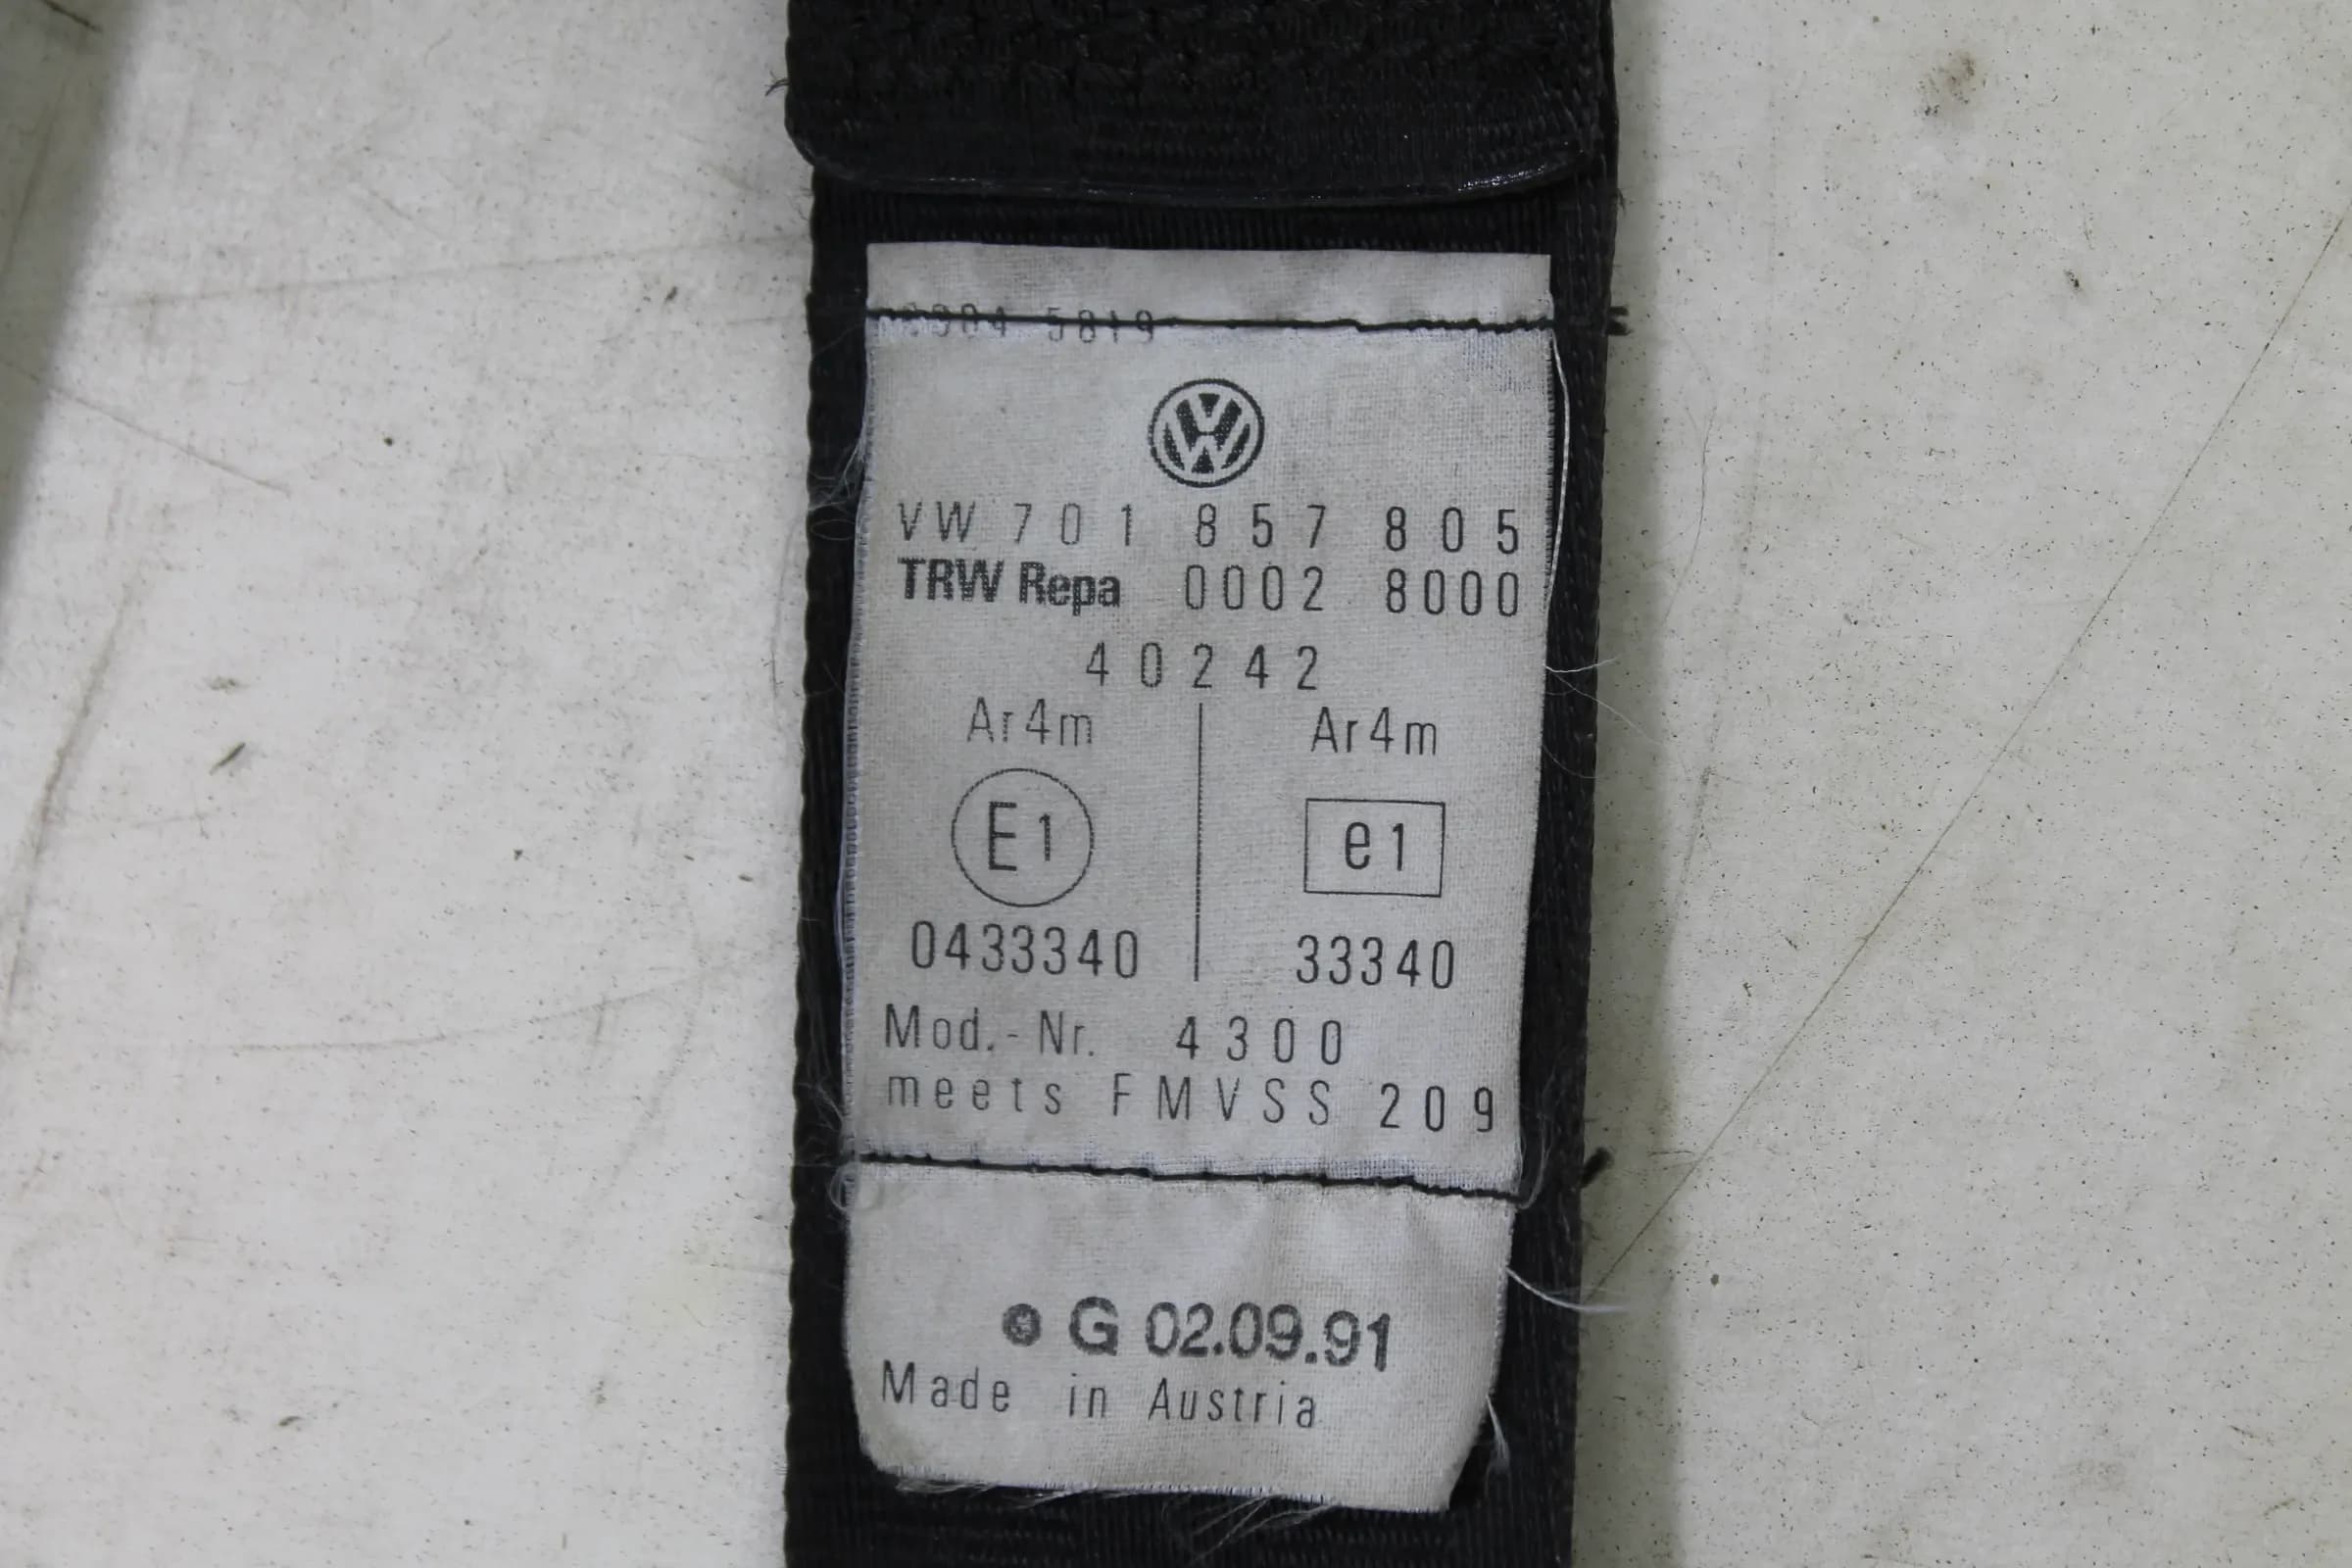 5819
VW 701 857 805
TRW Repa 0002 8000
40242
Ar4m Ar4m
E1 e1
0433340 33340
Mod.-Nr. 4300
meets FMVSS 209
G 02.09.91
Made in Austria